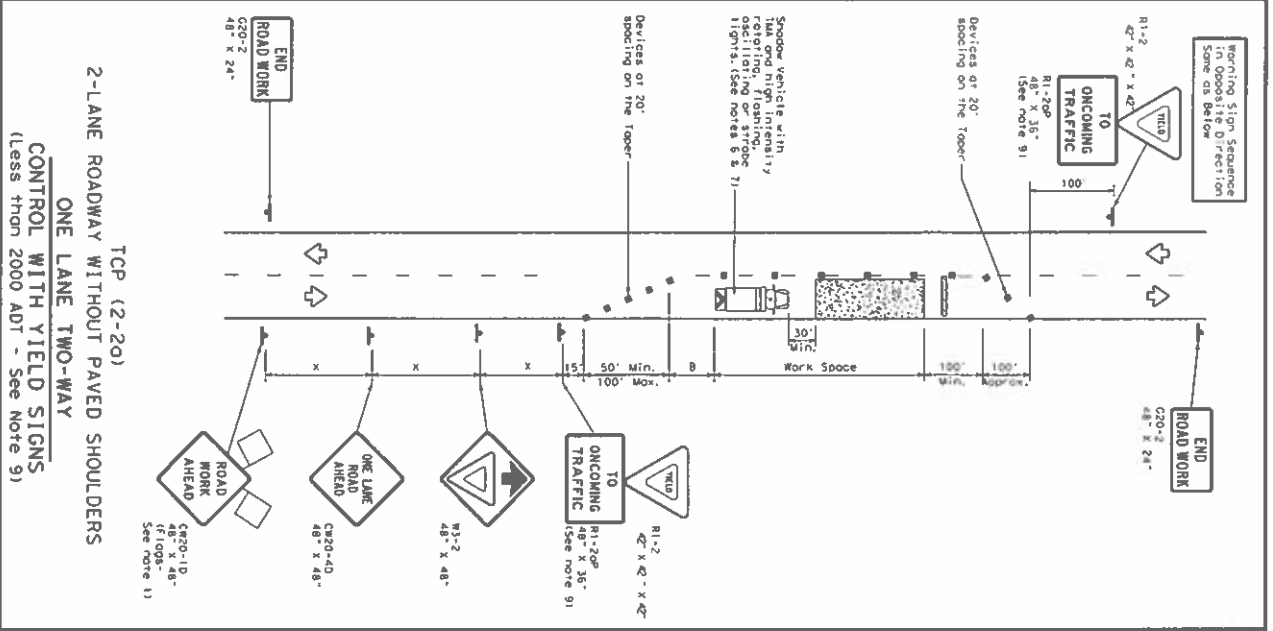 Warning Sign Sequence
in Opposite Direction
Same as Below
YIELD
R1-2
42" X 42" X 42"
TO
ONCOMING
TRAFFIC
R1-2aP
48" X 36"
(See note 9)
100'
Devices at 20'
spacing on the Taper
END
ROAD WORK
G20-2
48" X 24"
Shadow Vehicle with
TMA and high intensity
rotating, flashing,
oscillating or strobe
lights. (See notes 6 & 7)
Devices at 20'
spacing on the Taper
30'
Min.
100'
Approx.
100'
Min.
Work Space
B
50' Min.
100' Max.
15'
X
X
X
YIELD
R1-2
42" X 42" X 42"
TO
ONCOMING
TRAFFIC
R1-2aP
48" X 36"
(See note 9)
W3-2
48" X 48"
ONE LANE
ROAD
AHEAD
CW20-4D
48" X 48"
ROAD
WORK
AHEAD
CW20-1D
48" X 48"
(Flags-
See note 1)
END
ROAD WORK
G20-2
48" X 24"
TCP (2-2a)
2-LANE ROADWAY WITHOUT PAVED SHOULDERS
ONE LANE TWO-WAY
CONTROL WITH YIELD SIGNS
(Less than 2000 ADT - See Note 9)